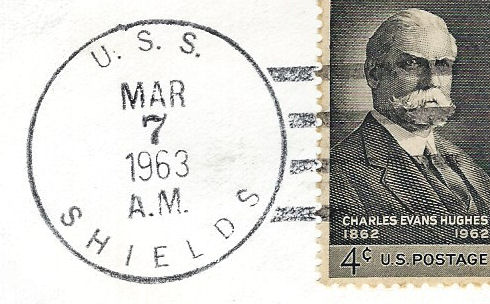 U. S. S.
MAR
7
1963
A.M.
SHIELDS
CHARLES EVANS HUGHES
1862 1962
4¢ U.S. POSTAGE